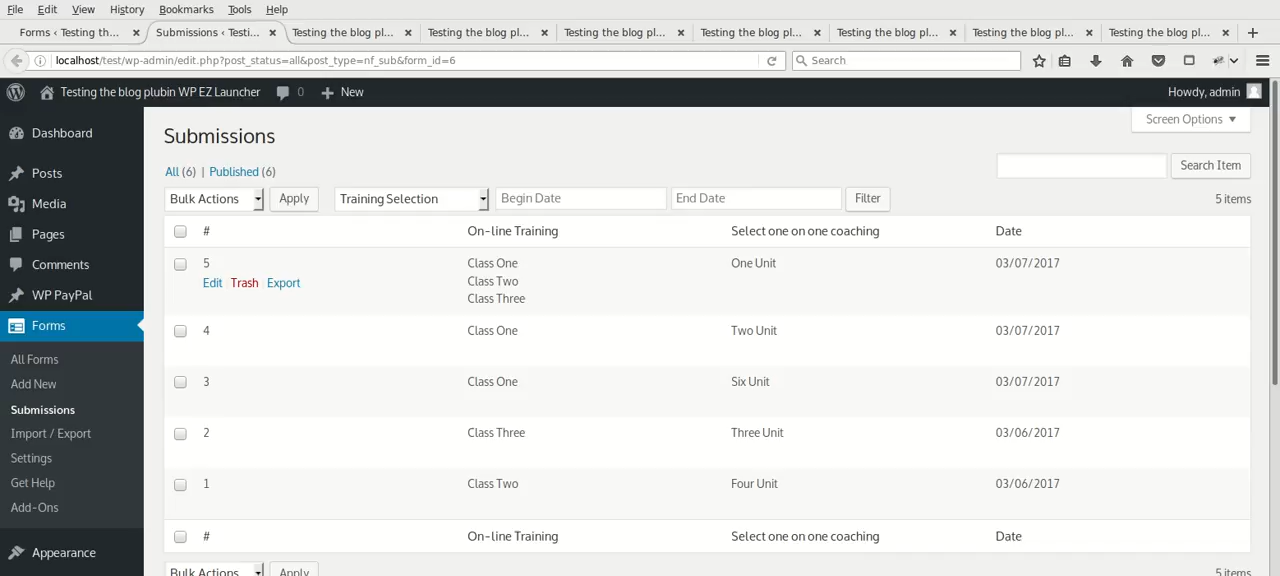 File Edit View History Bookmarks Tools Help
Forms ‹ Testing th... × Submissions ‹ Testi... × Testing the blog pl... × Testing the blog pl... × Testing the blog pl... × Testing the blog pl... × Testing the blog pl... × Testing the blog pl... × Testing the blog pl... ×
localhost/test/wp-admin/edit.php?post_status=all&post_type=nf_sub&form_id=6 Search
Testing the blog plubin WP EZ Launcher 0 + New Howdy, admin
Screen Options
Dashboard
Posts
Media
Pages
Comments
WP PayPal
Forms
All Forms
Add New
Submissions
Import / Export
Settings
Get Help
Add-Ons
Appearance
Submissions
All (6) | Published (6)
Search Item
Bulk Actions Apply Training Selection Begin Date End Date Filter 5 items
# On-line Training Select one on one coaching Date
5 Class One One Unit 03/07/2017
Edit Trash Export Class Two
Class Three
4 Class One Two Unit 03/07/2017
3 Class One Six Unit 03/07/2017
2 Class Three Three Unit 03/06/2017
1 Class Two Four Unit 03/06/2017
# On-line Training Select one on one coaching Date
Bulk Actions Apply 5 items